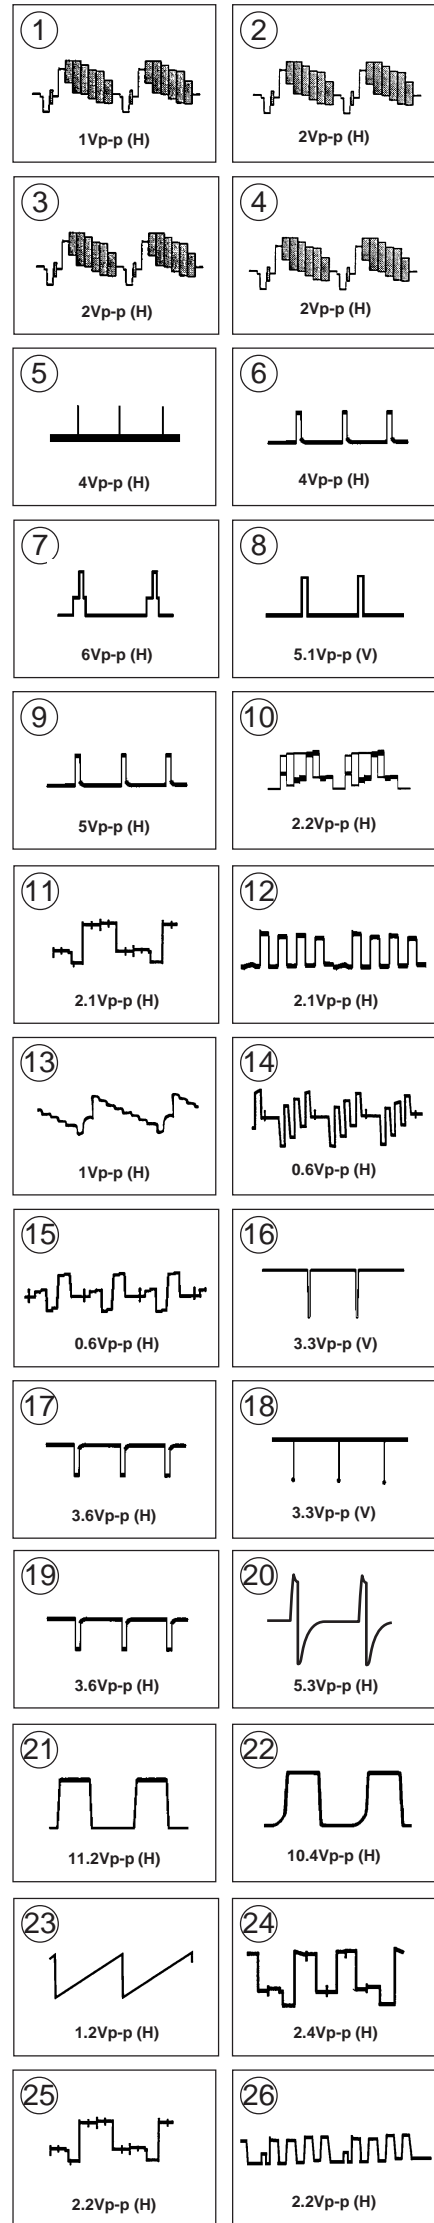 1
2
1Vp-p (H)
2Vp-p (H)
3
4
2Vp-p (H)
2Vp-p (H)
5
6
4Vp-p (H)
4Vp-p (H)
7
8
6Vp-p (H)
5.1Vp-p (V)
9
10
5Vp-p (H)
2.2Vp-p (H)
11
12
2.1Vp-p (H)
2.1Vp-p (H)
13
14
1Vp-p (H)
0.6Vp-p (H)
15
16
0.6Vp-p (H)
3.3Vp-p (V)
17
18
3.6Vp-p (H)
3.3Vp-p (V)
19
20
3.6Vp-p (H)
5.3Vp-p (H)
21
22
11.2Vp-p (H)
10.4Vp-p (H)
23
24
1.2Vp-p (H)
2.4Vp-p (H)
25
26
2.2Vp-p (H)
2.2Vp-p (H)